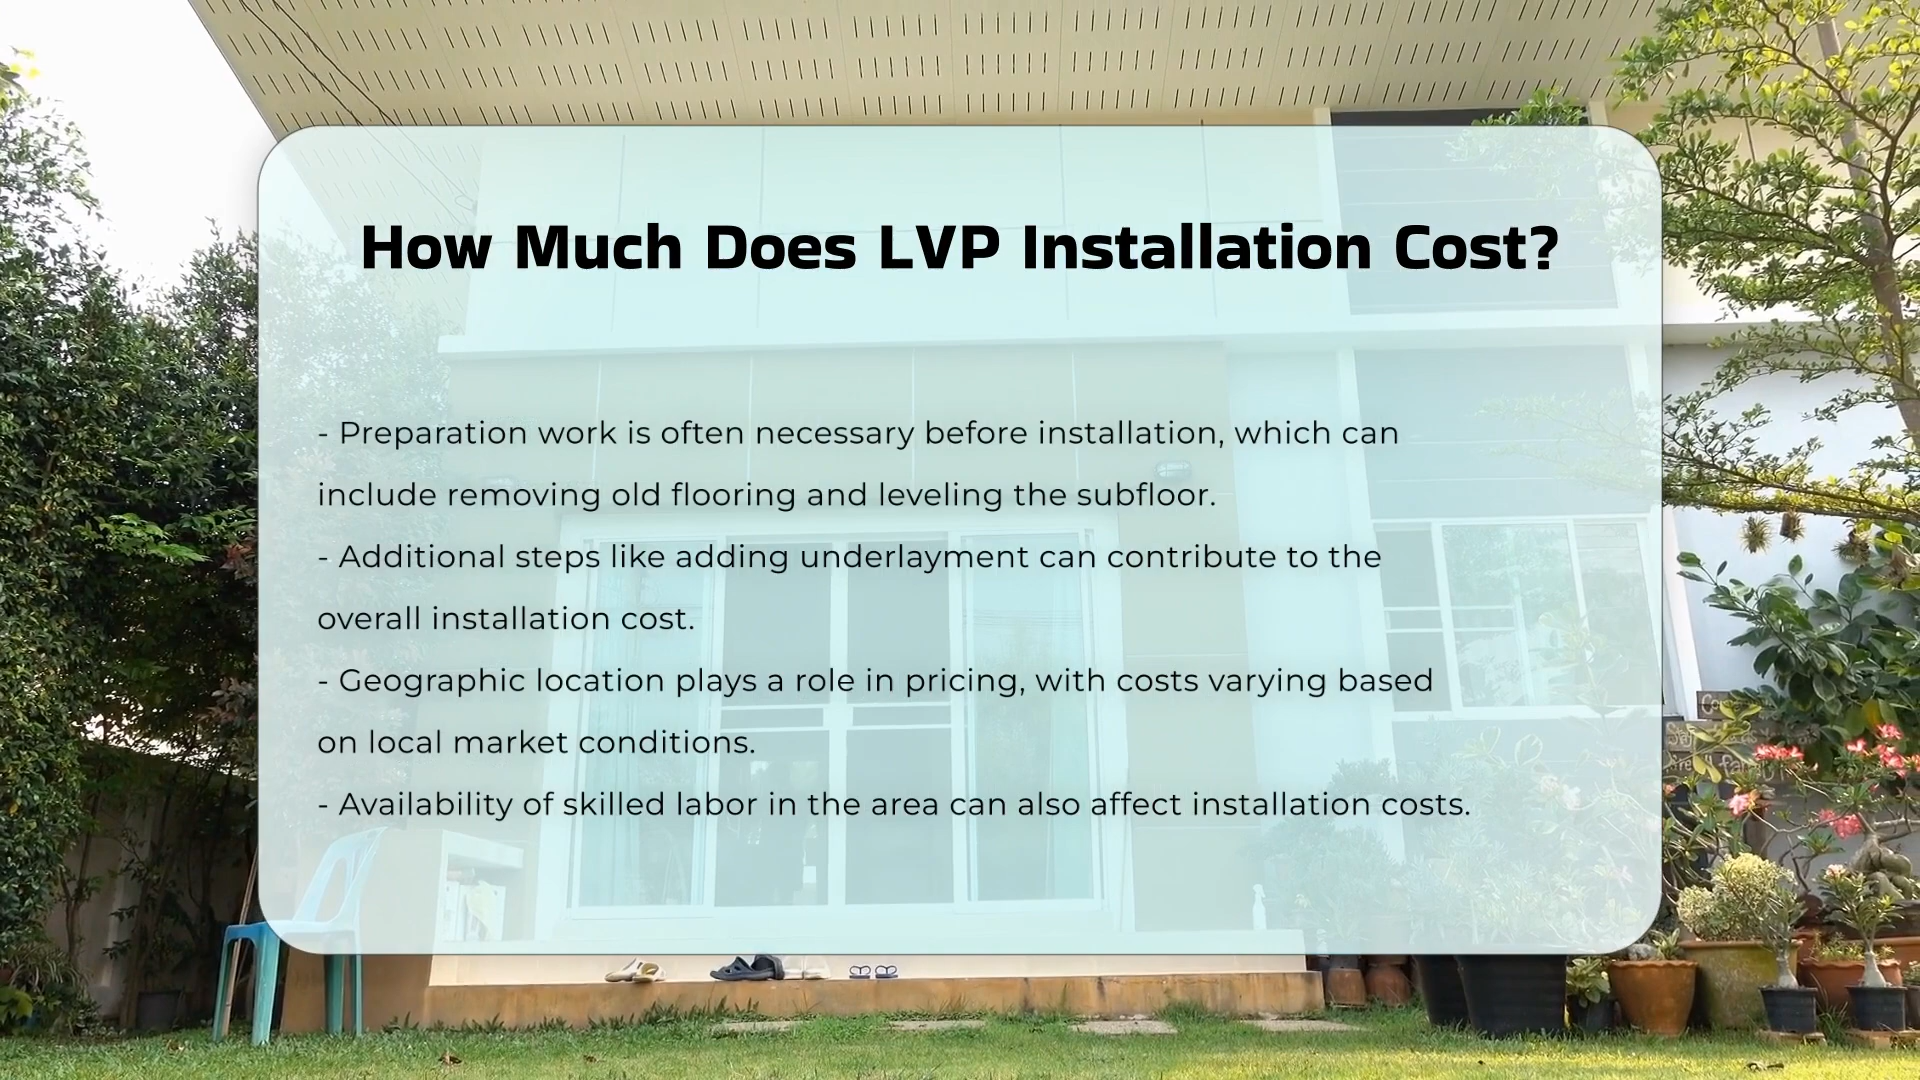 How Much Does LVP Installation Cost?
- Preparation work is often necessary before installation, which can
include removing old flooring and leveling the subfloor.
- Additional steps like adding underlayment can contribute to the
overall installation cost.
- Geographic location plays a role in pricing, with costs varying based
on local market conditions.
- Availability of skilled labor in the area can also affect installation costs.